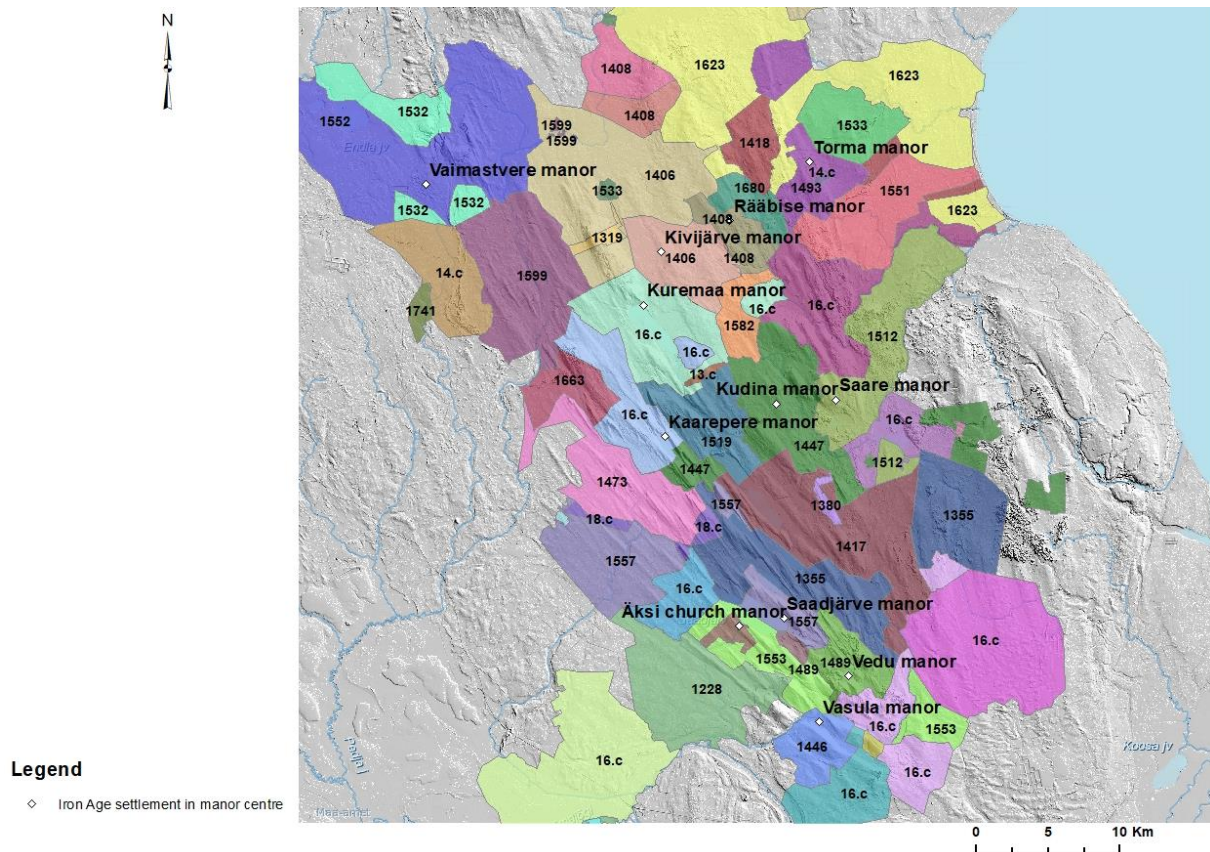 N
1408
1623
1623
1532
1408
1552
1599
1599
1418
1533
Endla jv
Torma manor
Vaimastvere manor
1406
14.c
1533
1680
1493
1551
1532
1532
Rääbise manor
1408
1623
1319
Kivijärve manor
1406
1408
14.c
1599
Kuremaa manor
16.c
16.c
1741
1582
1512
16.c
16.c
13.c
1663
Kudina manor
Saare manor
16.c
16.c
Kaarepere manor
1519
1447
1447
1512
1473
1557
1380
1355
18.c
18.c
1417
1557
1355
16.c
Äksi church manor
Saadjärve manor
1557
16.c
1553
1489
1489
Vedu manor
1228
Vasula manor
16.c
1553
1446
Pedja j
Koosa jv
16.c
16.c
16.c
Legend
Iron Age settlement in manor centre
Maa-amet
0 5 10 Km